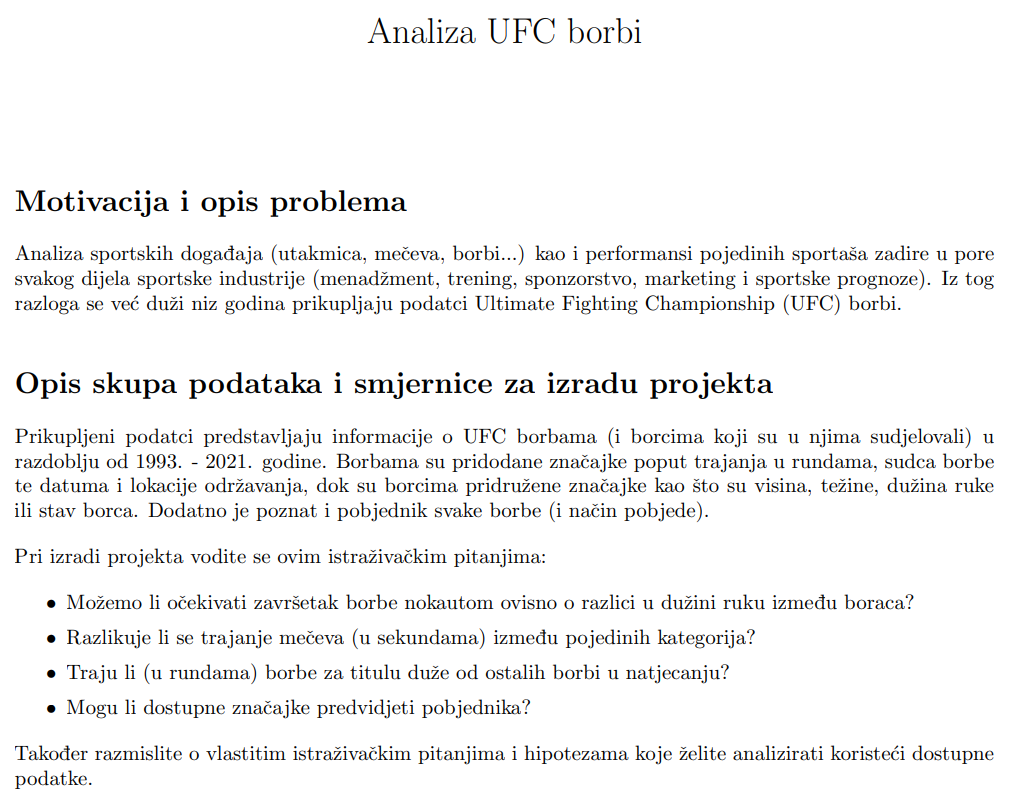 Analiza UFC borbi
Motivacija i opis problema
Analiza sportskih događaja (utakmica, mečeva, borbi...) kao i performansi pojedinih sportaša zadire u pore
svakog dijela sportske industrije (menadžment, trening, sponzorstvo, marketing i sportske prognoze). Iz tog
razloga se već duži niz godina prikupljaju podatci Ultimate Fighting Championship (UFC) borbi.
Opis skupa podataka i smjernice za izradu projekta
Prikupljeni podatci predstavljaju informacije o UFC borbama (i borcima koji su u njima sudjelovali) u
razdoblju od 1993. - 2021. godine. Borbama su pridodane značajke poput trajanja u rundama, sudca borbe
te datuma i lokacije održavanja, dok su borcima pridružene značajke kao što su visina, težine, dužina ruke
ili stav borca. Dodatno je poznat i pobjednik svake borbe (i način pobjede).
Pri izradi projekta vodite se ovim istraživačkim pitanjima:
• Možemo li očekivati završetak borbe nokautom ovisno o razlici u dužini ruku između boraca?
• Razlikuje li se trajanje mečeva (u sekundama) između pojedinih kategorija?
• Traju li (u rundama) borbe za titulu duže od ostalih borbi u natjecanju?
• Mogu li dostupne značajke predvidjeti pobjednika?
Također razmislite o vlastitim istraživačkim pitanjima i hipotezama koje želite analizirati koristeći dostupne
podatke.